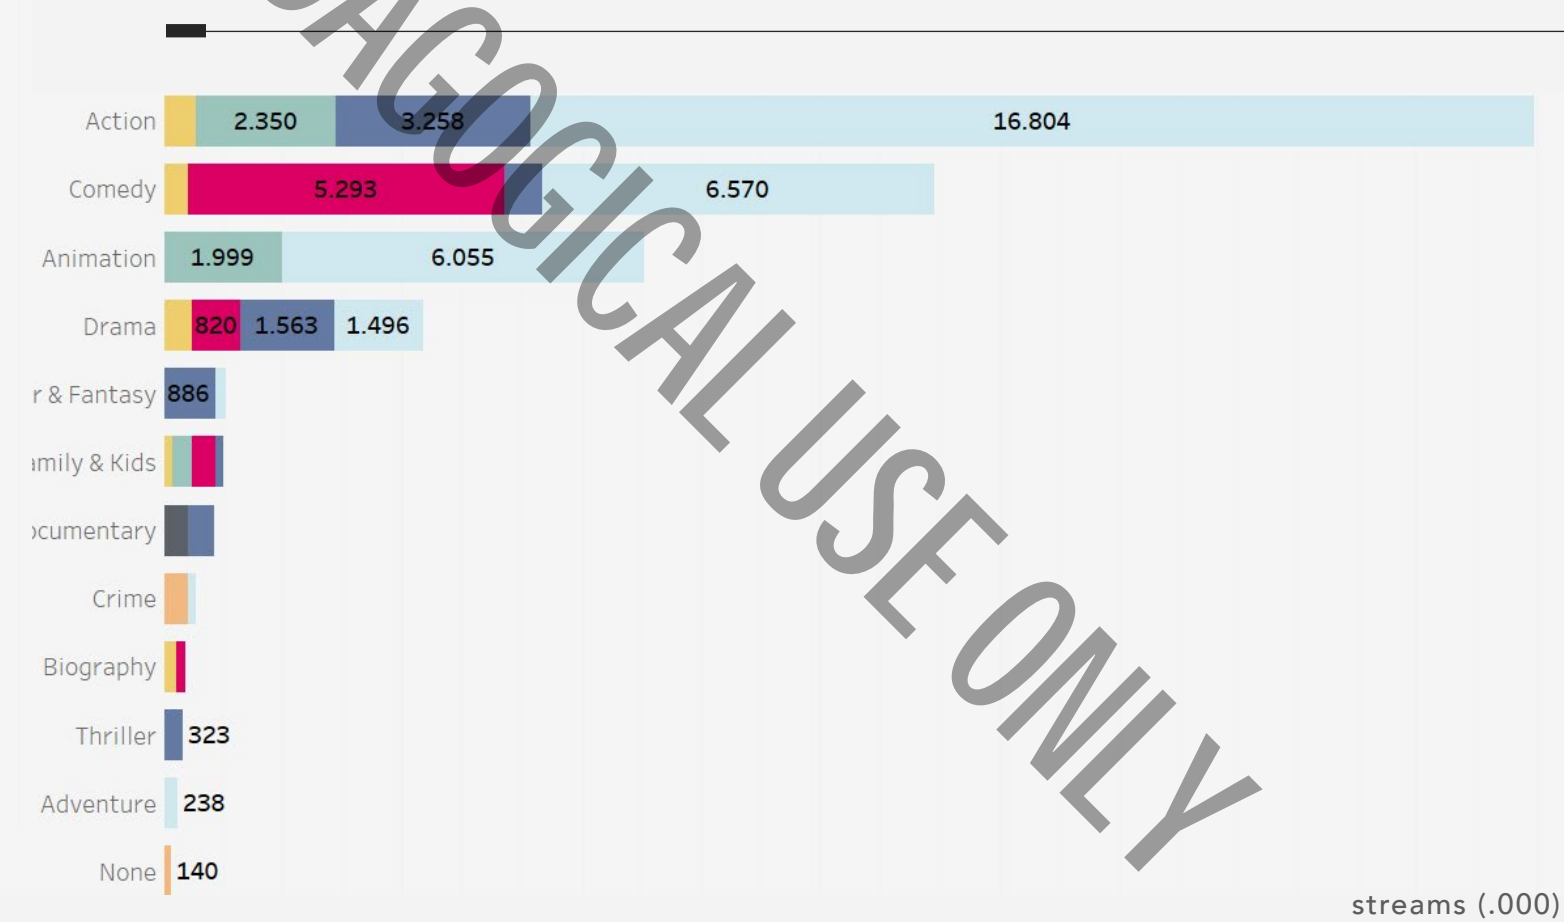 AGOGICAL USE ONLY
Action 2.350 3.258 16.804
Comedy 5.293 6.570
Animation 1.999 6.055
Drama 820 1.563 1.496
r & Fantasy 886
amily & Kids
ocumentary
Crime
Biography
Thriller 323
Adventure 238
None 140
streams (.000)